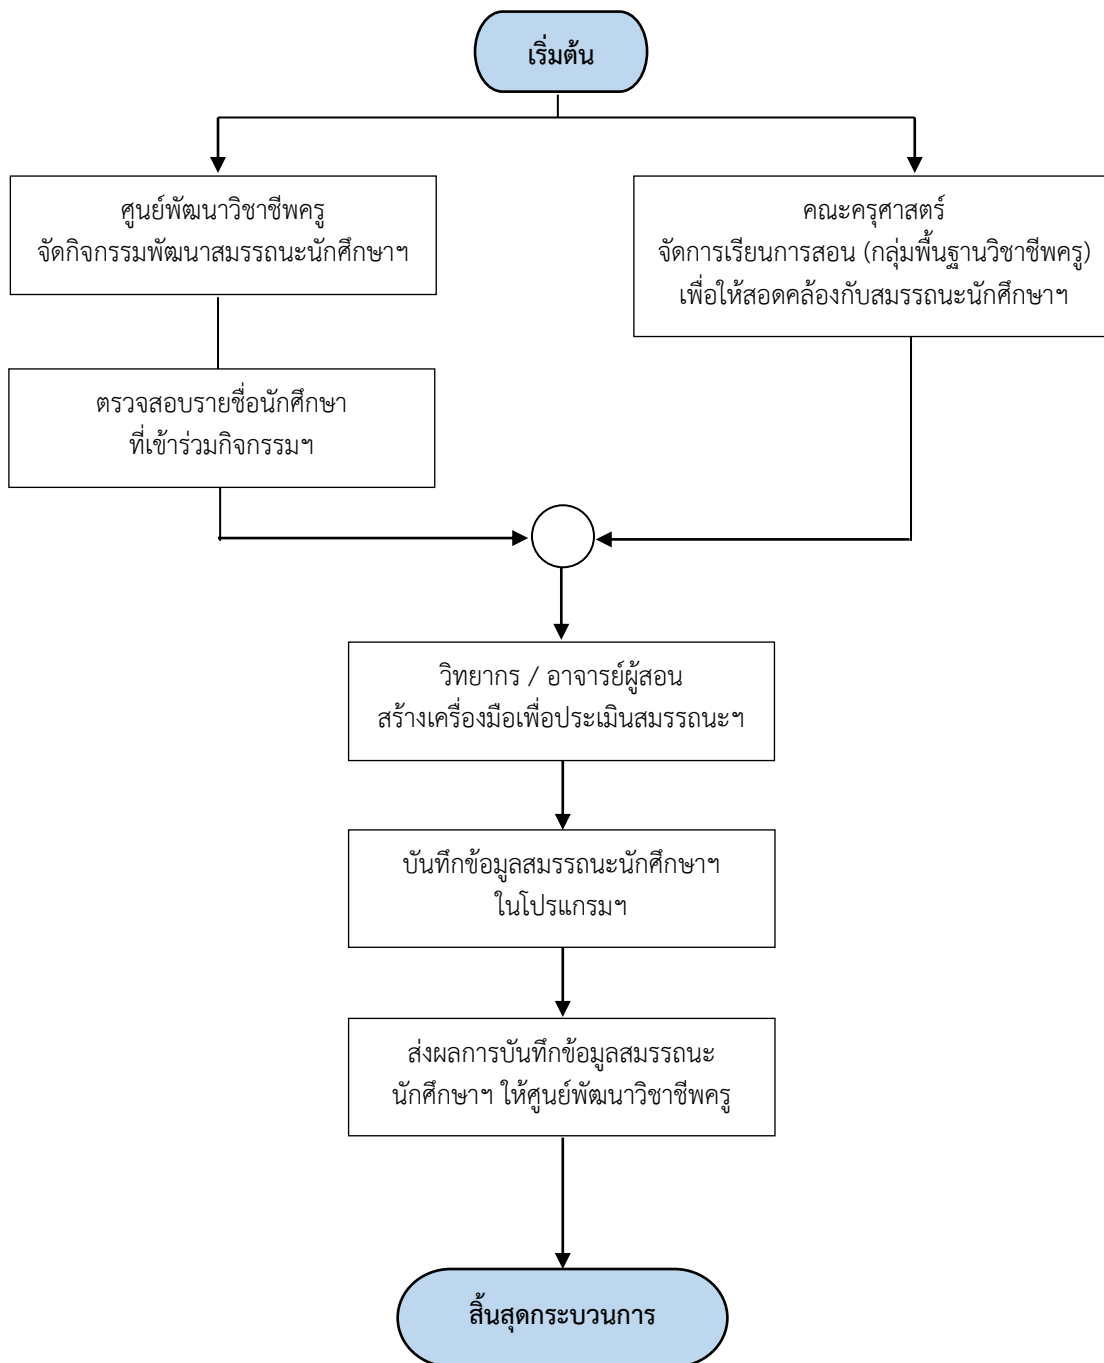 เริ่มต้น
ศูนย์พัฒนาวิชาชีพครู
จัดกิจกรรมพัฒนาสมรรถนะนักศึกษาฯ
คณะครุศาสตร์
จัดการเรียนการสอน (กลุ่มพื้นฐานวิชาชีพครู)
เพื่อให้สอดคล้องกับสมรรถนะนักศึกษาฯ
ตรวจสอบรายชื่อนักศึกษา
ที่เข้าร่วมกิจกรรมฯ
วิทยากร / อาจารย์ผู้สอน
สร้างเครื่องมือเพื่อประเมินสมรรถนะฯ
บันทึกข้อมูลสมรรถนะนักศึกษาฯ
ในโปรแกรมฯ
ส่งผลการบันทึกข้อมูลสมรรถนะ
นักศึกษาฯ ให้ศูนย์พัฒนาวิชาชีพครู
สิ้นสุดกระบวนการ